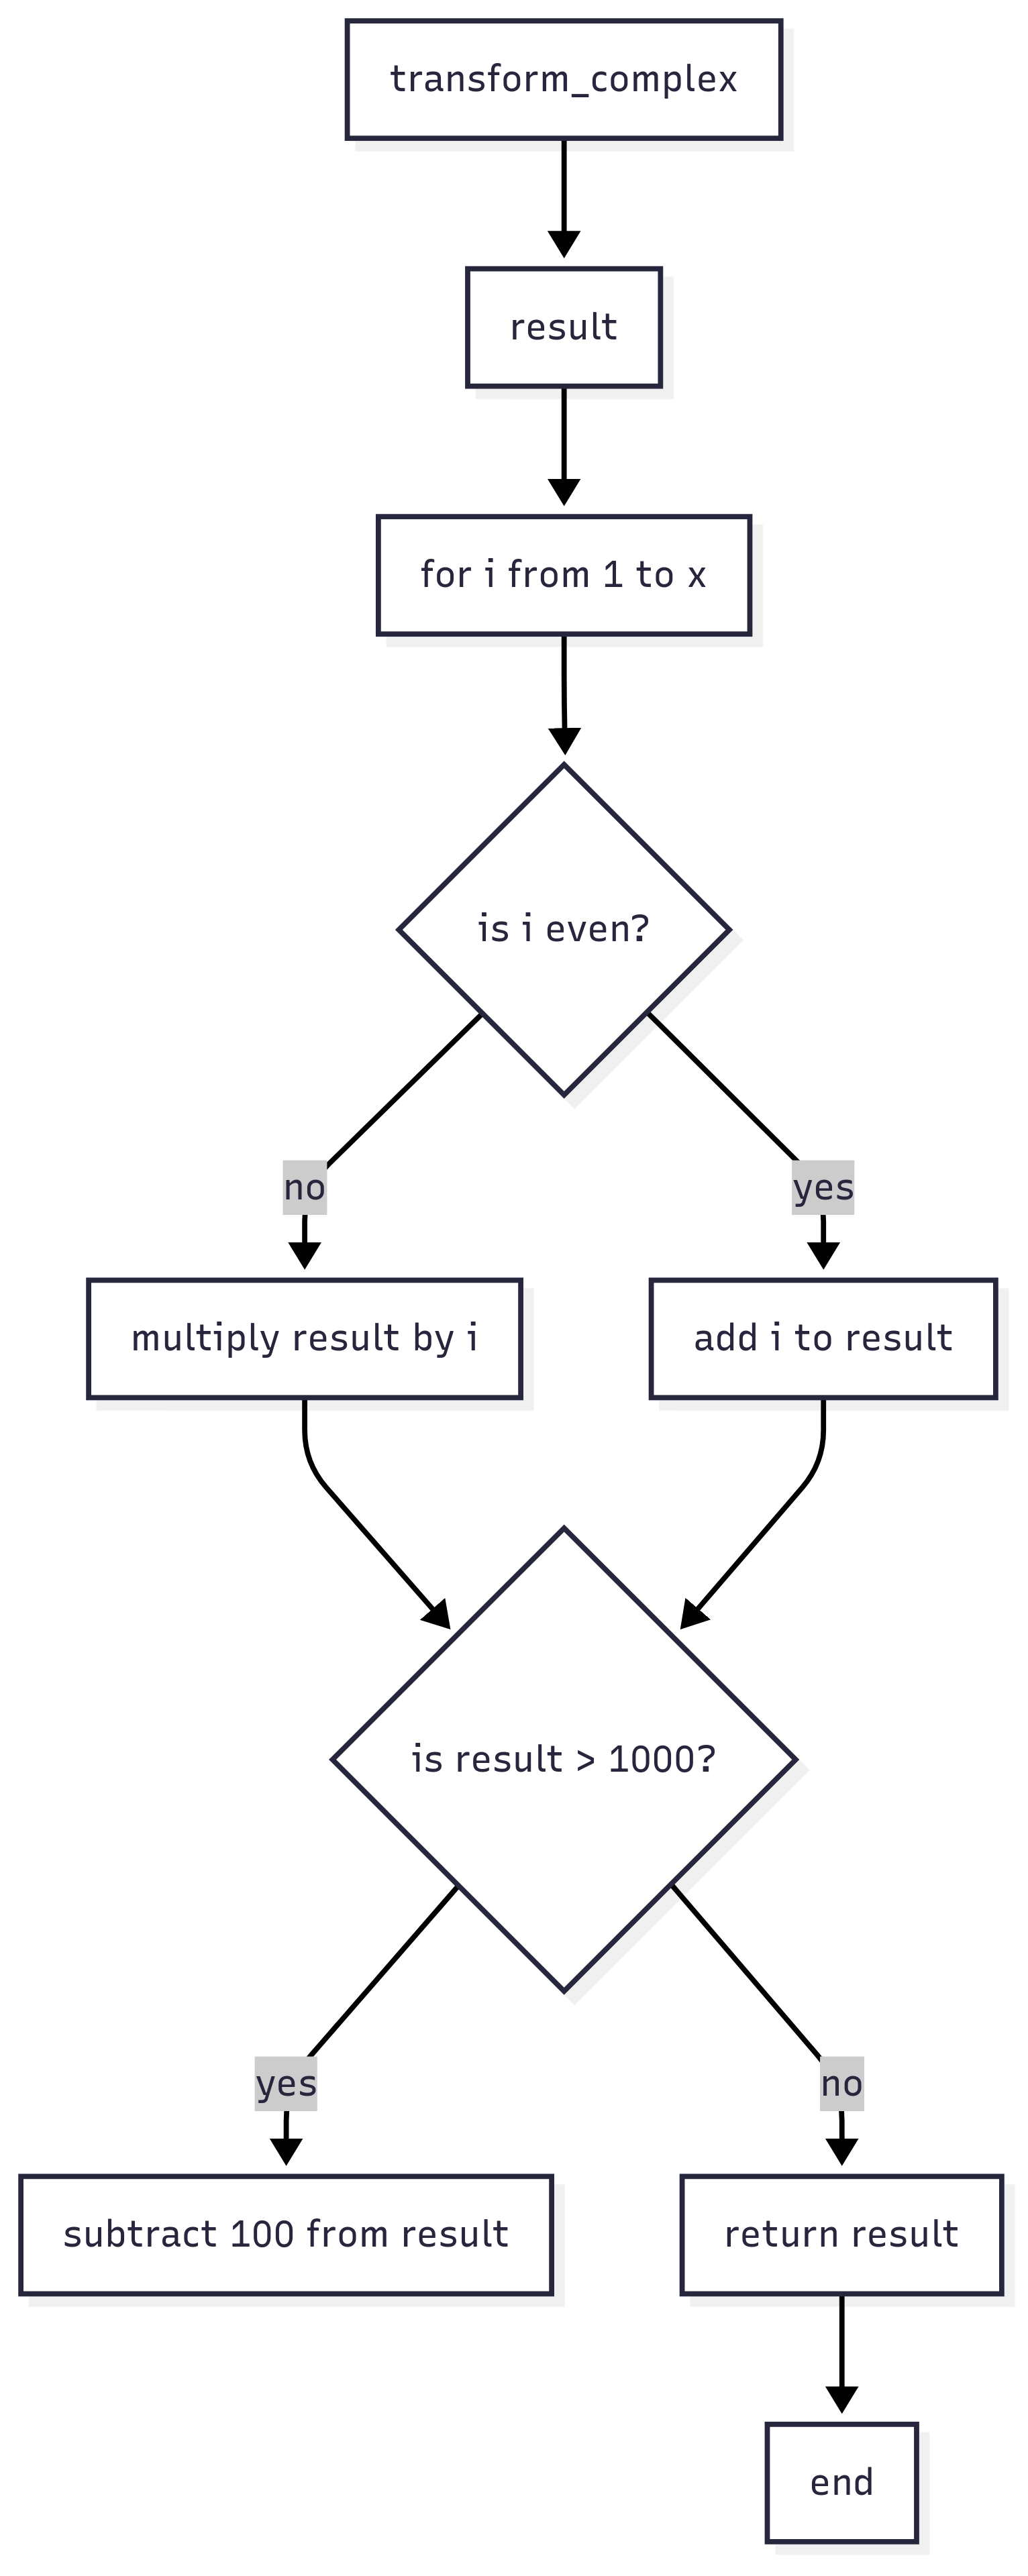 transform_complex
result
for i from 1 to x
is i even?
no
yes
multiply result by i
add i to result
is result > 1000?
yes
no
subtract 100 from result
return result
end